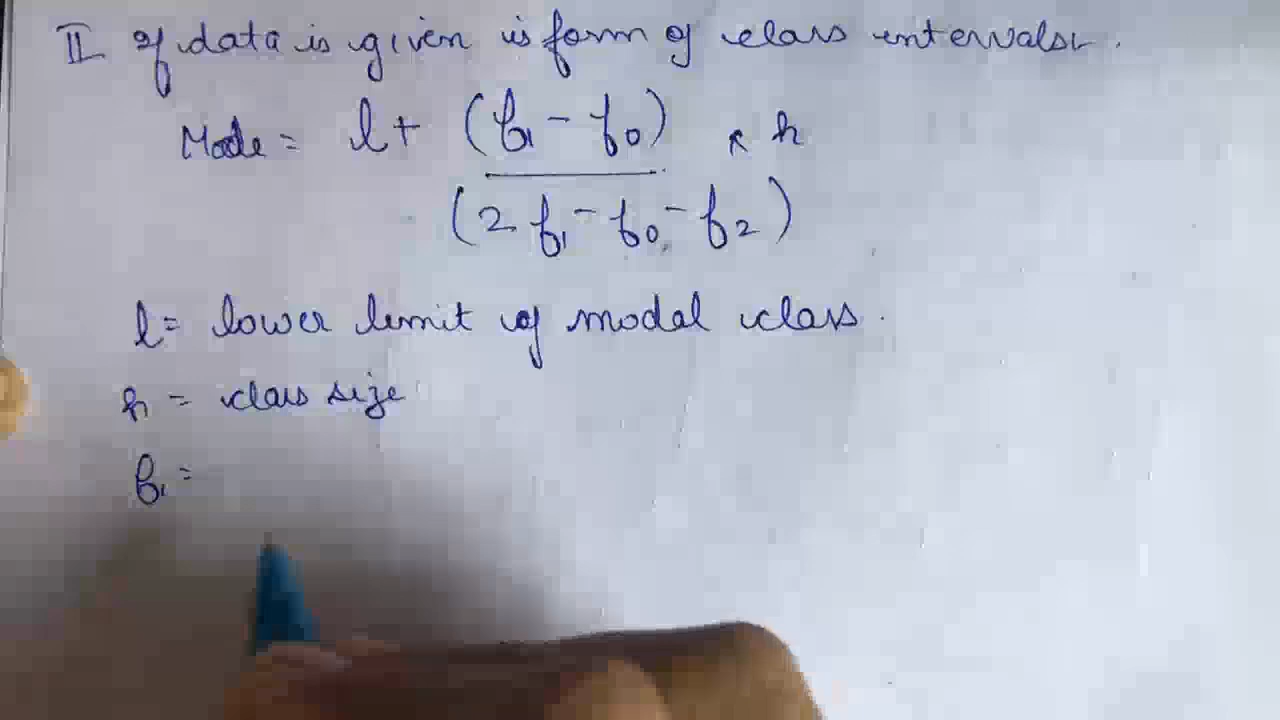 II If data is given is form of class intervals.
Mode = l + (f₁ - f₀) × h
(2f₁ - f₀ - f₂)
l = lower limit of modal class.
h = class size
f₁ =